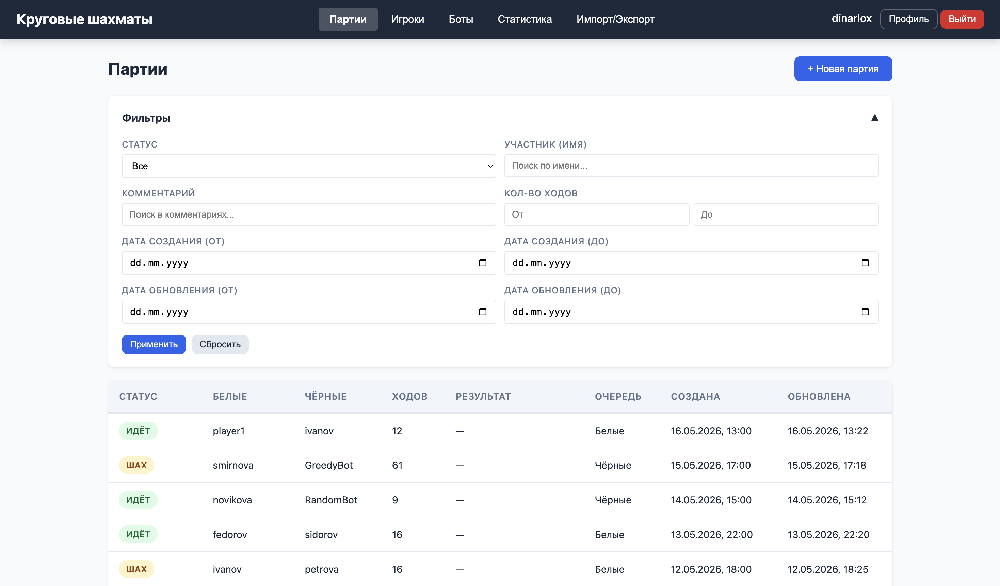 Круговые шахматы
Партии Игроки Боты Статистика Импорт/Экспорт
dinarlox Профиль Выйти
Партии
+ Новая партия
Фильтры ▲
СТАТУС УЧАСТНИК (ИМЯ)
Все Поиск по имени...
КОММЕНТАРИЙ КОЛ-ВО ХОДОВ
Поиск в комментариях... От До
ДАТА СОЗДАНИЯ (ОТ) ДАТА СОЗДАНИЯ (ДО)
dd.mm.yyyy dd.mm.yyyy
ДАТА ОБНОВЛЕНИЯ (ОТ) ДАТА ОБНОВЛЕНИЯ (ДО)
dd.mm.yyyy dd.mm.yyyy
Применить Сбросить
СТАТУС БЕЛЫЕ ЧЁРНЫЕ ХОДОВ РЕЗУЛЬТАТ ОЧЕРЕДЬ СОЗДАНА ОБНОВЛЕНА
ИДЁТ player1 ivanov 12 — Белые 16.05.2026, 13:00 16.05.2026, 13:22
ШАХ smirnova GreedyBot 61 — Чёрные 15.05.2026, 17:00 15.05.2026, 17:18
ИДЁТ novikova RandomBot 9 — Чёрные 14.05.2026, 15:00 14.05.2026, 15:12
ИДЁТ fedorov sidorov 16 — Белые 13.05.2026, 22:00 13.05.2026, 22:20
ШАХ ivanov petrova 16 — Белые 12.05.2026, 18:00 12.05.2026, 18:25